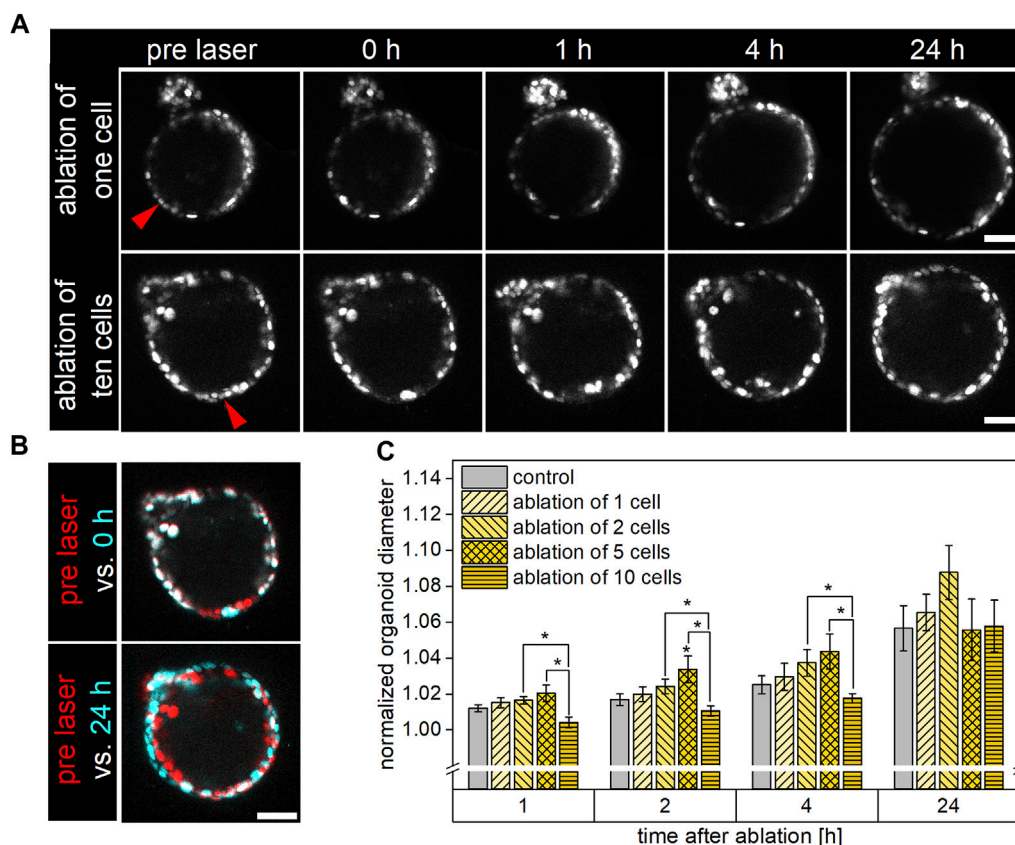 A
pre laser 0 h 1 h 4 h 24 h
ablation of
one cell
ablation of
ten cells
B
pre laser
vs. 0 h
pre laser
vs. 24 h
C
normalized organoid diameter
1.14
1.12
1.10
1.08
1.06
1.04
1.02
1.00
control
ablation of 1 cell
ablation of 2 cells
ablation of 5 cells
ablation of 10 cells
* *
* * * * *
1 2 4 24
time after ablation [h]